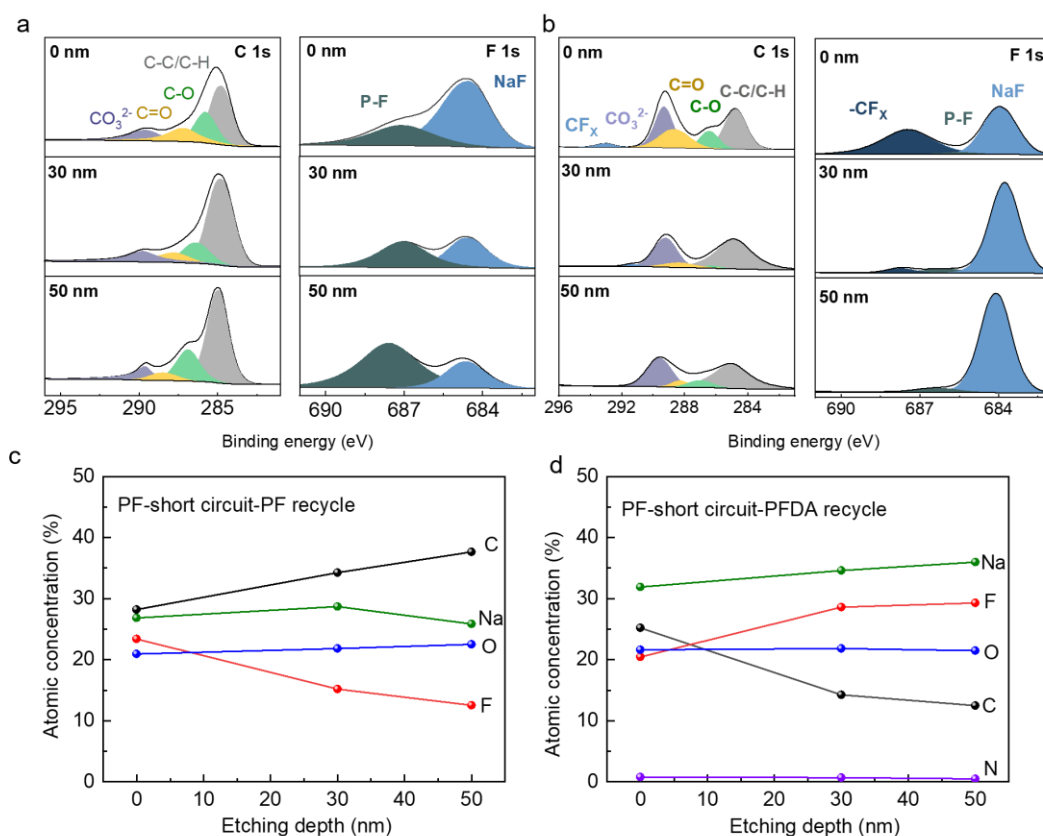 a
0 nm
C 1s
C-C/C-H
C-O
CO₃²⁻
C=O
30 nm
50 nm
295
290
285
0 nm
F 1s
NaF
P-F
30 nm
50 nm
690
687
684
Binding energy (eV)
b
0 nm
C 1s
C=O
C-C/C-H
C-O
CO₃²⁻
CFₓ
30 nm
50 nm
296
292
288
284
0 nm
F 1s
NaF
-CFₓ
P-F
30 nm
50 nm
690
687
684
Binding energy (eV)
c
PF-short circuit-PF recycle
Atomic concentration (%)
50
40
30
20
10
0
C
Na
O
F
0
10
20
30
40
50
Etching depth (nm)
d
PF-short circuit-PFDA recycle
Atomic concentration (%)
50
40
30
20
10
0
Na
F
O
C
N
0
10
20
30
40
50
Etching depth (nm)